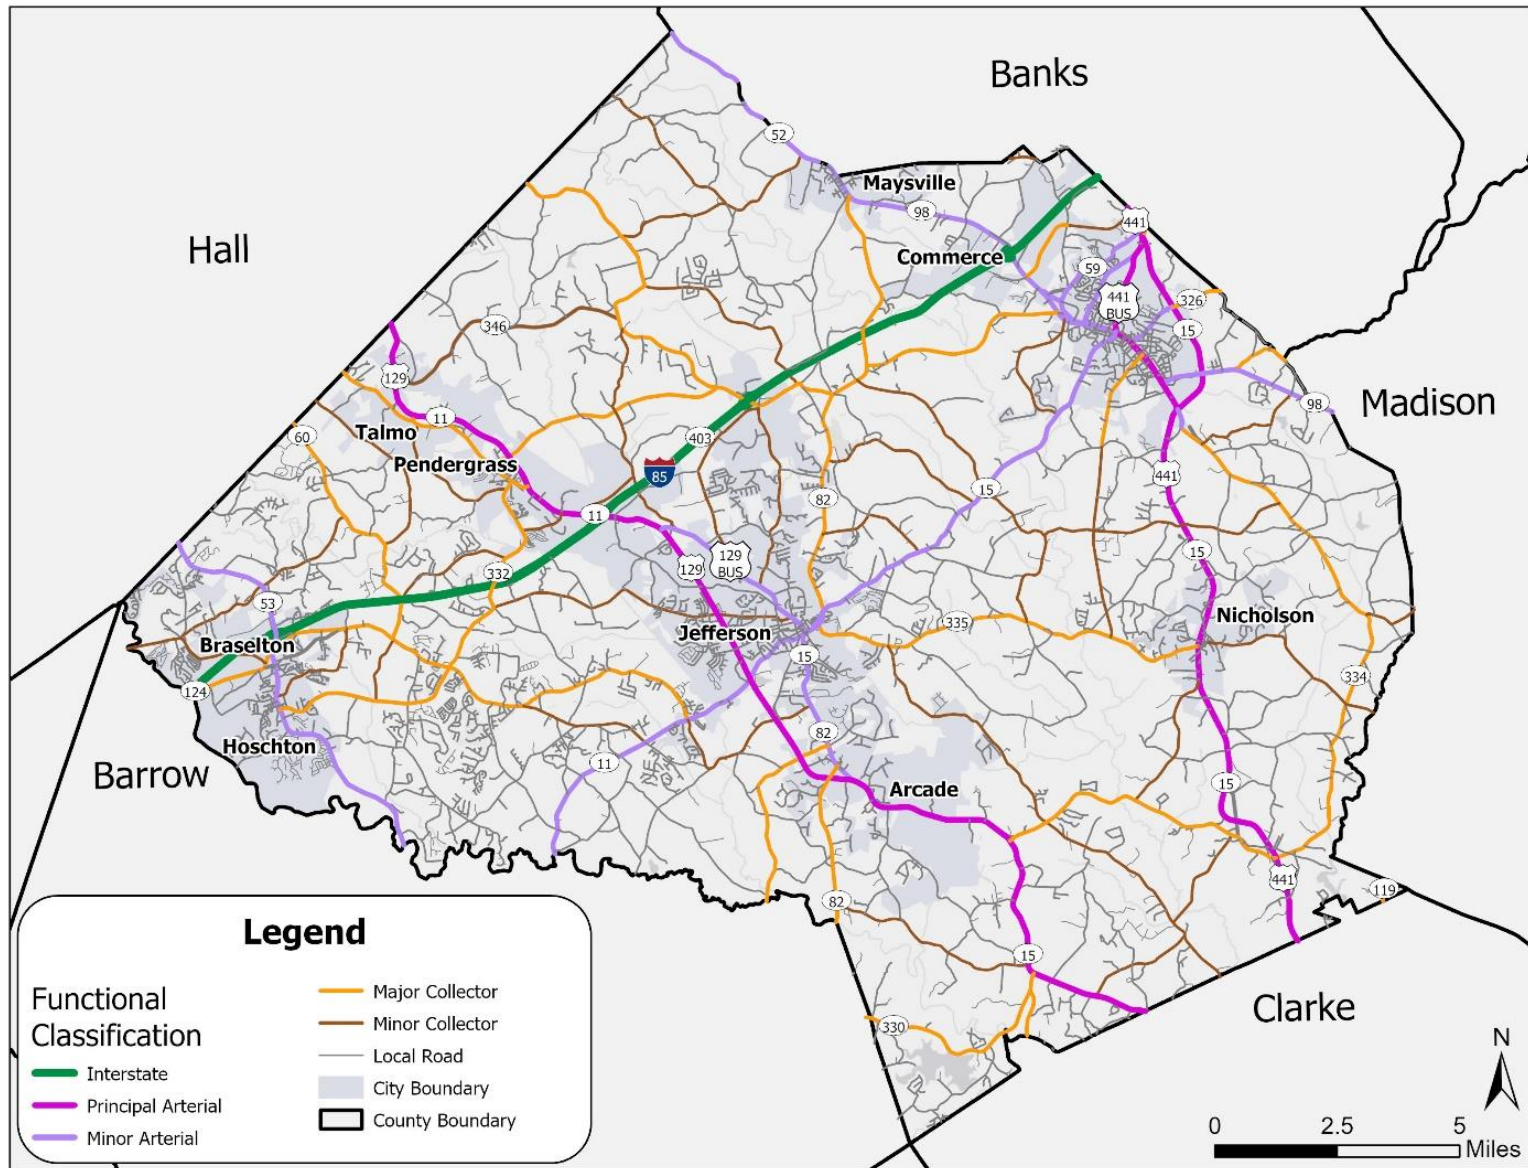 Banks
52
Maysville
98
441
Hall
Commerce
59
441
BUS
326
346
15
129
11
98
Madison
60
Talmo
403
Pendergrass
85
441
82
15
11
15
129
BUS
129
332
53
335
Nicholson
Jefferson
Braselton
15
334
124
82
Hoschton
11
Barrow
15
Arcade
441
119
82
15
Clarke
330
Legend
Functional
Classification
Interstate
Principal Arterial
Minor Arterial
Major Collector
Minor Collector
Local Road
City Boundary
County Boundary
N
0 2.5 5
Miles